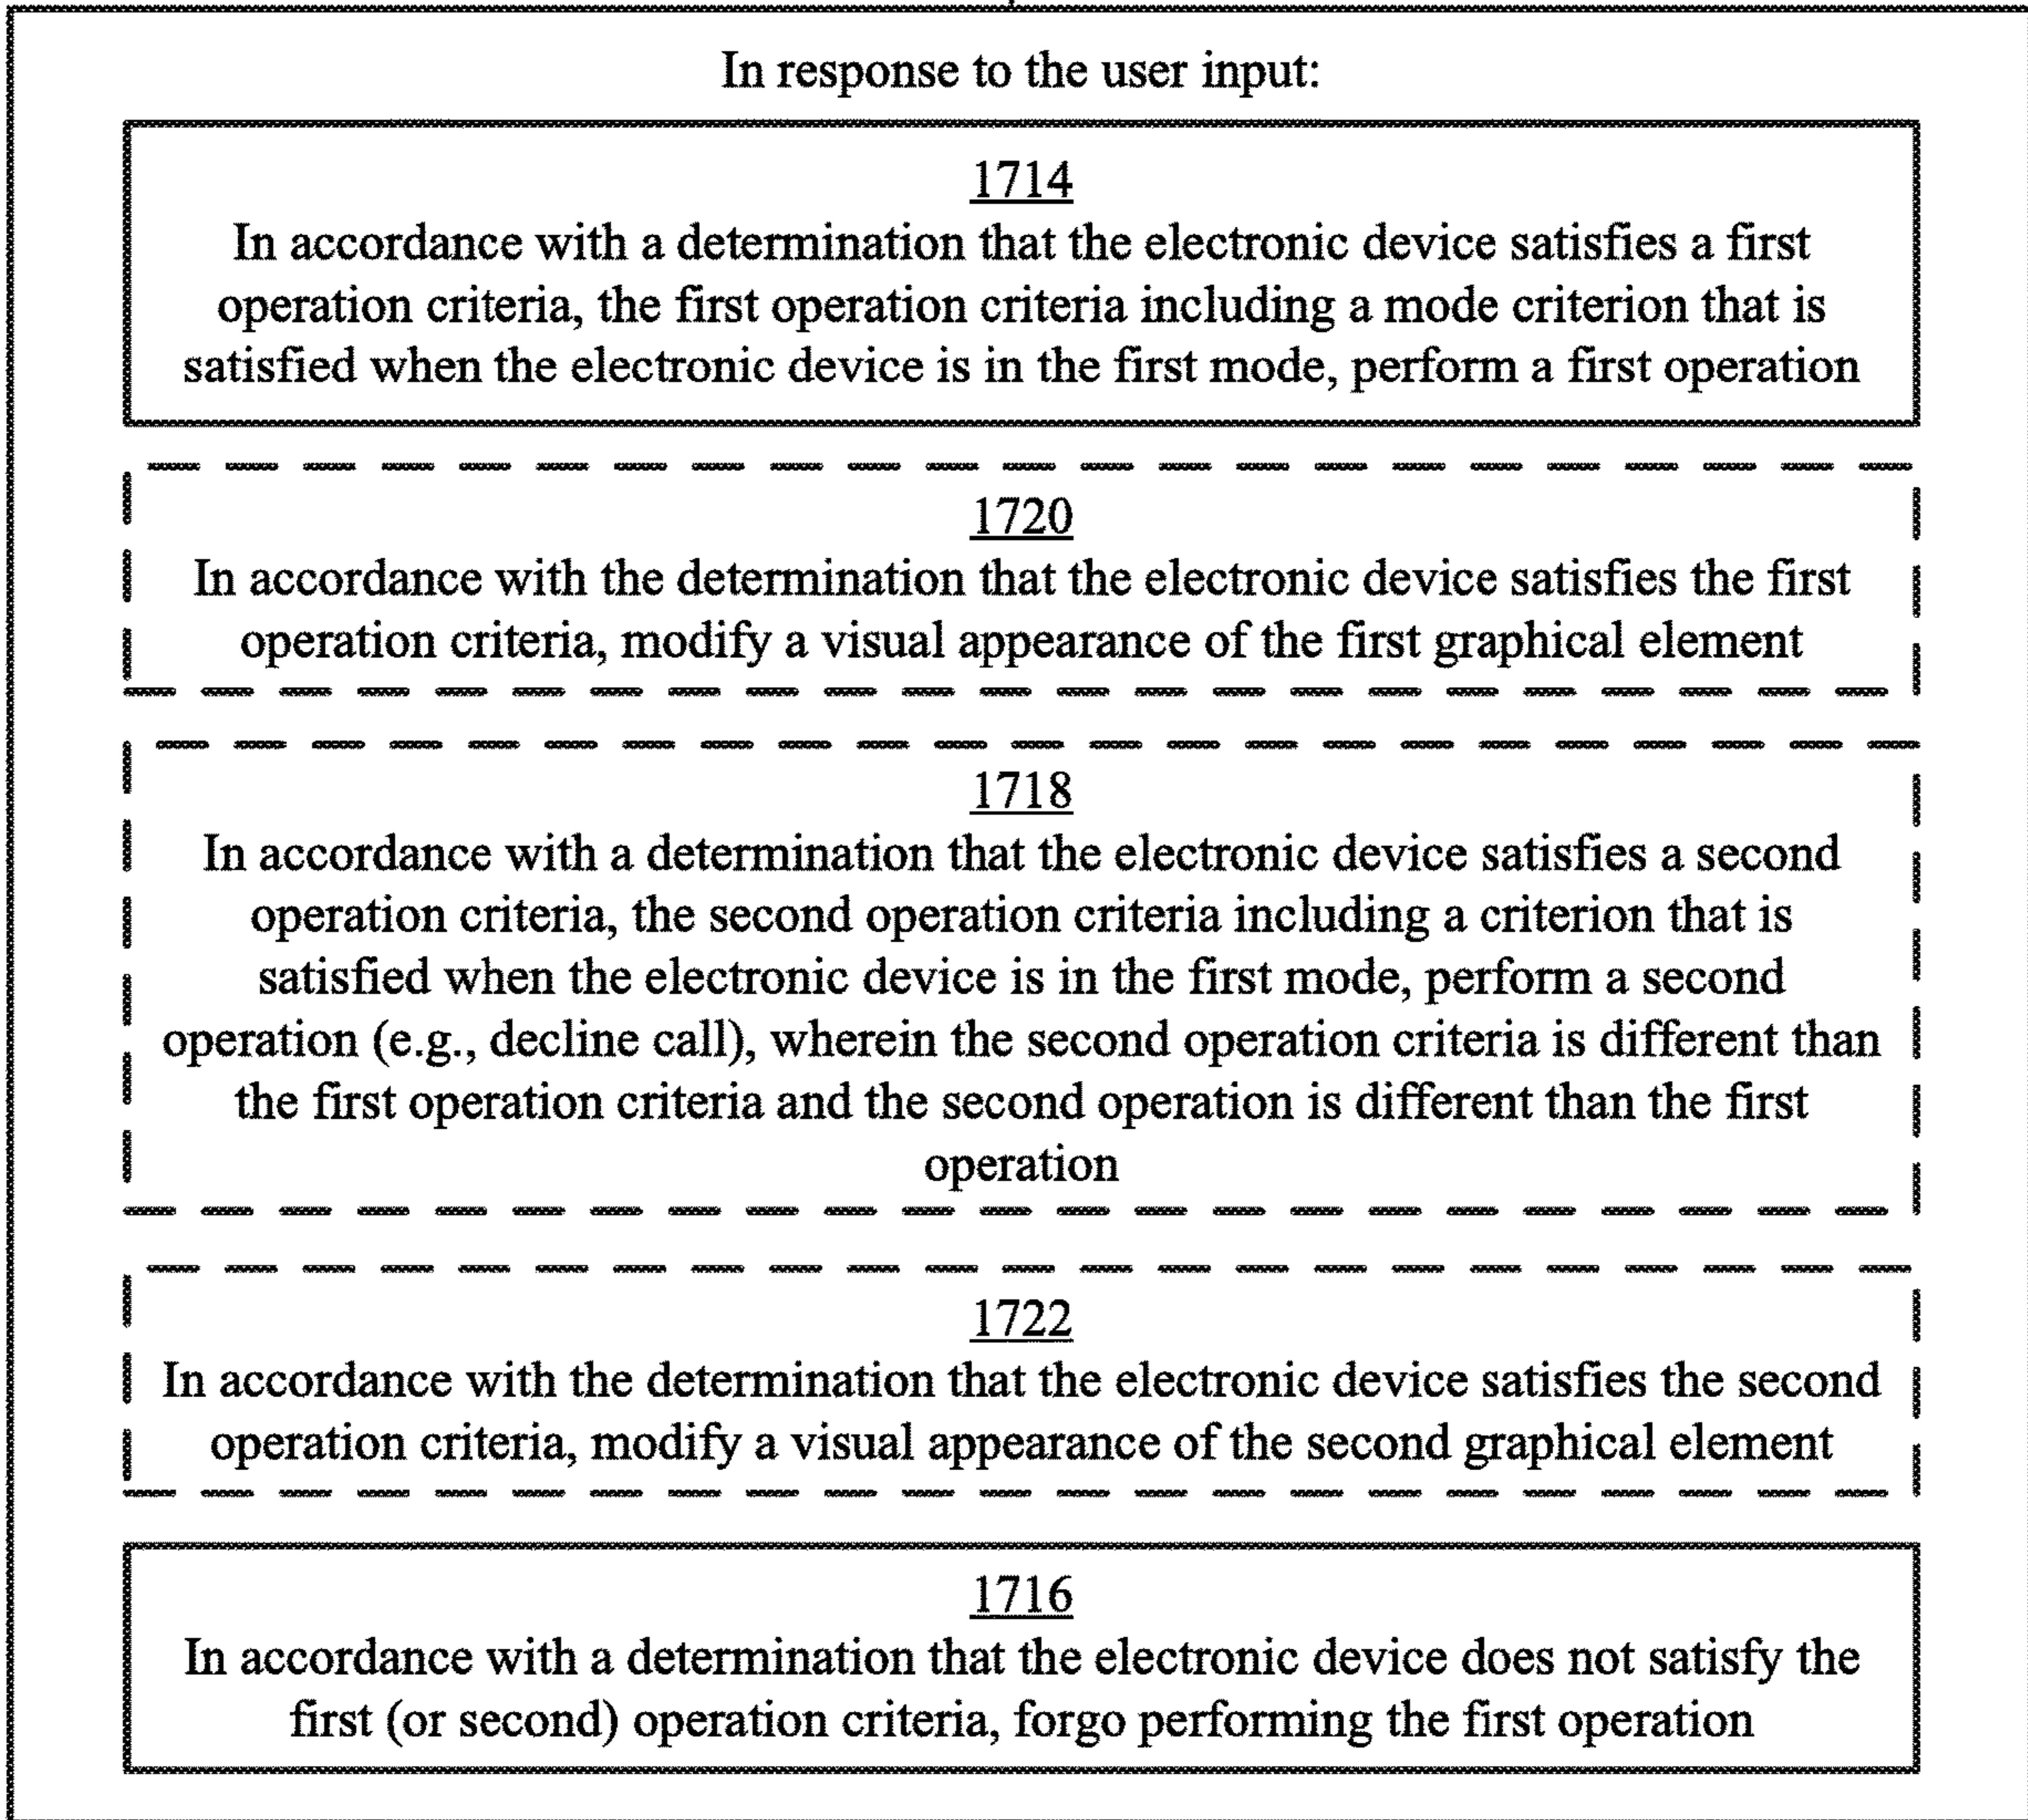 In response to the user input:
1714
In accordance with a determination that the electronic device satisfies a first
operation criteria, the first operation criteria including a mode criterion that is
satisfied when the electronic device is in the first mode, perform a first operation
1720
In accordance with the determination that the electronic device satisfies the first
operation criteria, modify a visual appearance of the first graphical element
1718
In accordance with a determination that the electronic device satisfies a second
operation criteria, the second operation criteria including a criterion that is
satisfied when the electronic device is in the first mode, perform a second
operation (e.g., decline call), wherein the second operation criteria is different than
the first operation criteria and the second operation is different than the first
operation
1722
In accordance with the determination that the electronic device satisfies the second
operation criteria, modify a visual appearance of the second graphical element
1716
In accordance with a determination that the electronic device does not satisfy the
first (or second) operation criteria, forgo performing the first operation